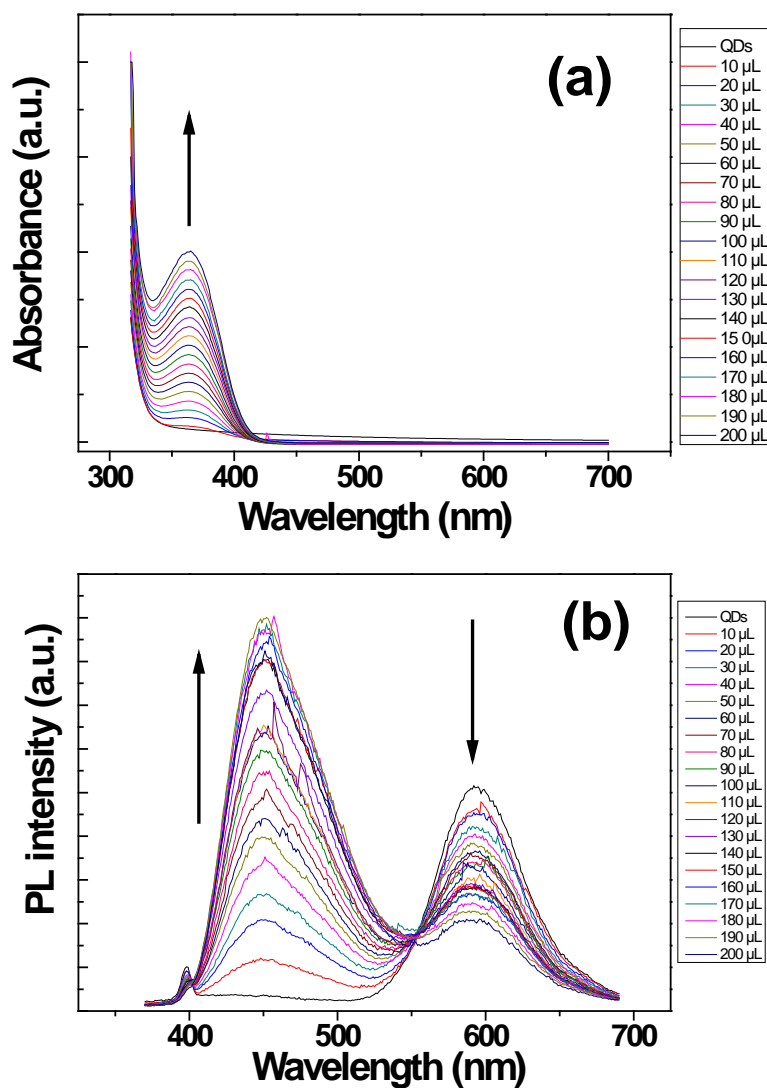 (a)
Absorbance (a.u.)
300 400 500 600 700
Wavelength (nm)
QDs
10 µL
20 µL
30 µL
40 µL
50 µL
60 µL
70 µL
80 µL
90 µL
100 µL
110 µL
120 µL
130 µL
140 µL
15 0µL
160 µL
170 µL
180 µL
190 µL
200 µL
(b)
PL intensity (a.u.)
400 500 600 700
Wavelength (nm)
QDs
10 µL
20 µL
30 µL
40 µL
50 µL
60 µL
70 µL
80 µL
90 µL
100 µL
110 µL
120 µL
130 µL
140 µL
150 µL
160 µL
170 µL
180 µL
190 µL
200 µL